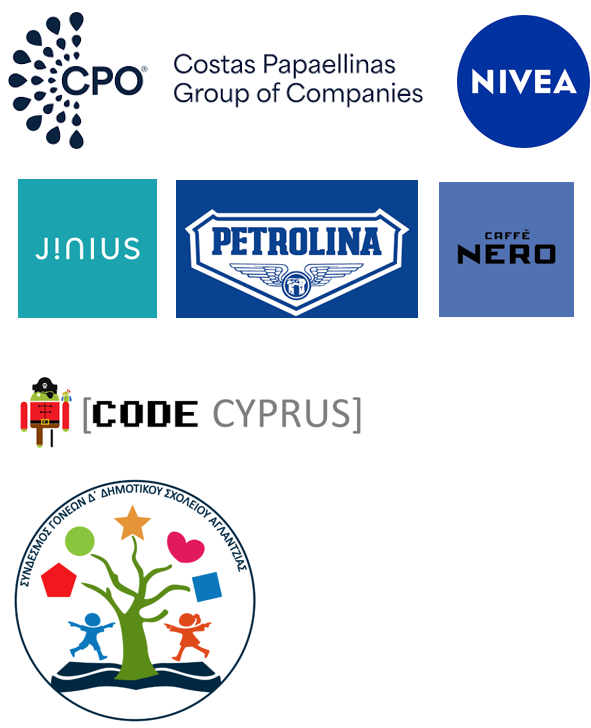 CPO®
Costas Papaellinas
Group of Companies
NIVEA
J!NIUS
PETROLINA
CAFFÈ
NERO
[CODE CYPRUS]
ΣΥΝΔΕΣΜΟΣ ΓΟΝΕΩΝ Δ΄ ΔΗΜΟΤΙΚΟΥ ΣΧΟΛΕΙΟΥ ΑΓΛΑΝΤΖΙΑΣ